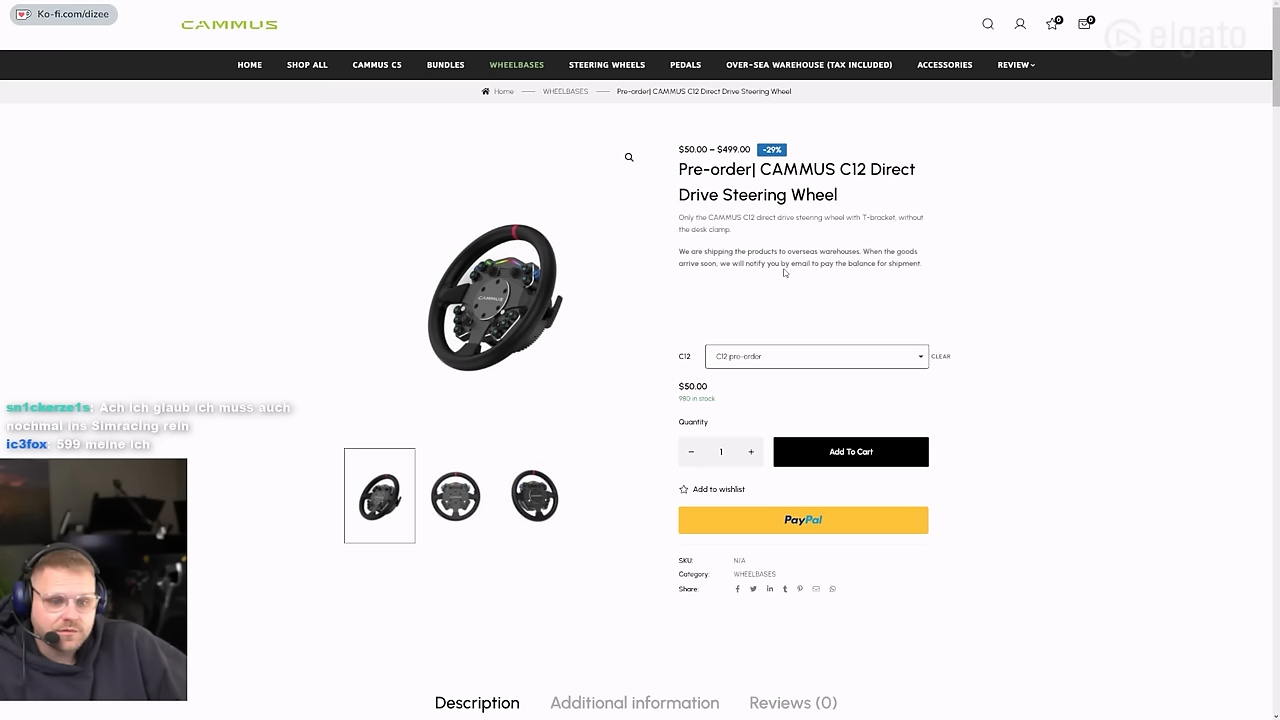 Ko-fi.com/dizee
CAMMUS
0
0
elgato
HOME SHOP ALL CAMMUS C5 BUNDLES WHEELBASES STEERING WHEELS PEDALS OVER-SEA WAREHOUSE (TAX INCLUDED) ACCESSORIES REVIEW
Home WHEELBASES Pre-order| CAMMUS C12 Direct Drive Steering Wheel
$50.00 – $499.00 -29%
Pre-order| CAMMUS C12 Direct
Drive Steering Wheel
Only the CAMMUS C12 direct drive steering wheel with T-bracket, without
the desk clamp.
We are shipping the products to overseas warehouses. When the goods
arrive soon, we will notify you by email to pay the balance for shipment.
CAMMUS
C12 C12 pre-order CLEAR
$50.00
980 in stock
Quantity
- 1 + Add To Cart
Add to wishlist
PayPal
SKU: N/A
Category: WHEELBASES
Share:
sn1ckerze1s: Ach ich glaub ich muss auch
nochmal ins Simracing rein
ic3fox: 599 meine ich
Description Additional information Reviews (0)